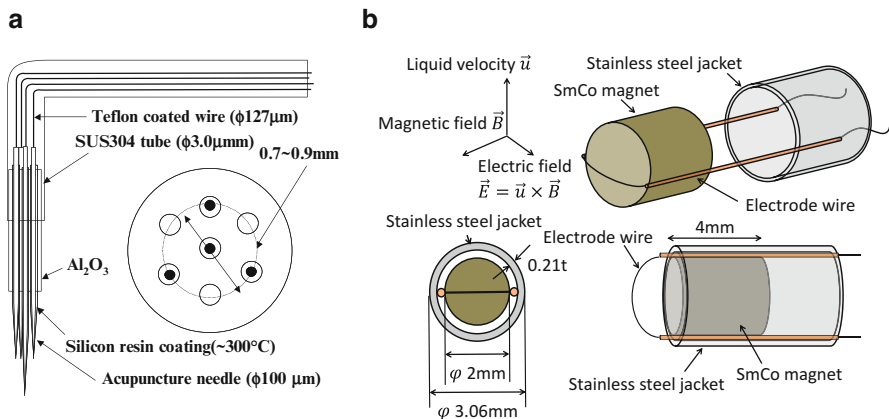 a
Teflon coated wire (ϕ127μm)
SUS304 tube (ϕ3.0μmm)
0.7~0.9mm
Al₂O₃
Silicon resin coating(~300°C)
Acupuncture needle (ϕ100 μm)
b
Liquid velocity u⃗
Magnetic field B⃗
Electric field
E⃗ = u⃗ × B⃗
Stainless steel jacket
SmCo magnet
Electrode wire
Stainless steel jacket
Electrode wire
0.21t
φ 2mm
φ 3.06mm
4mm
SmCo magnet
Stainless steel jacket